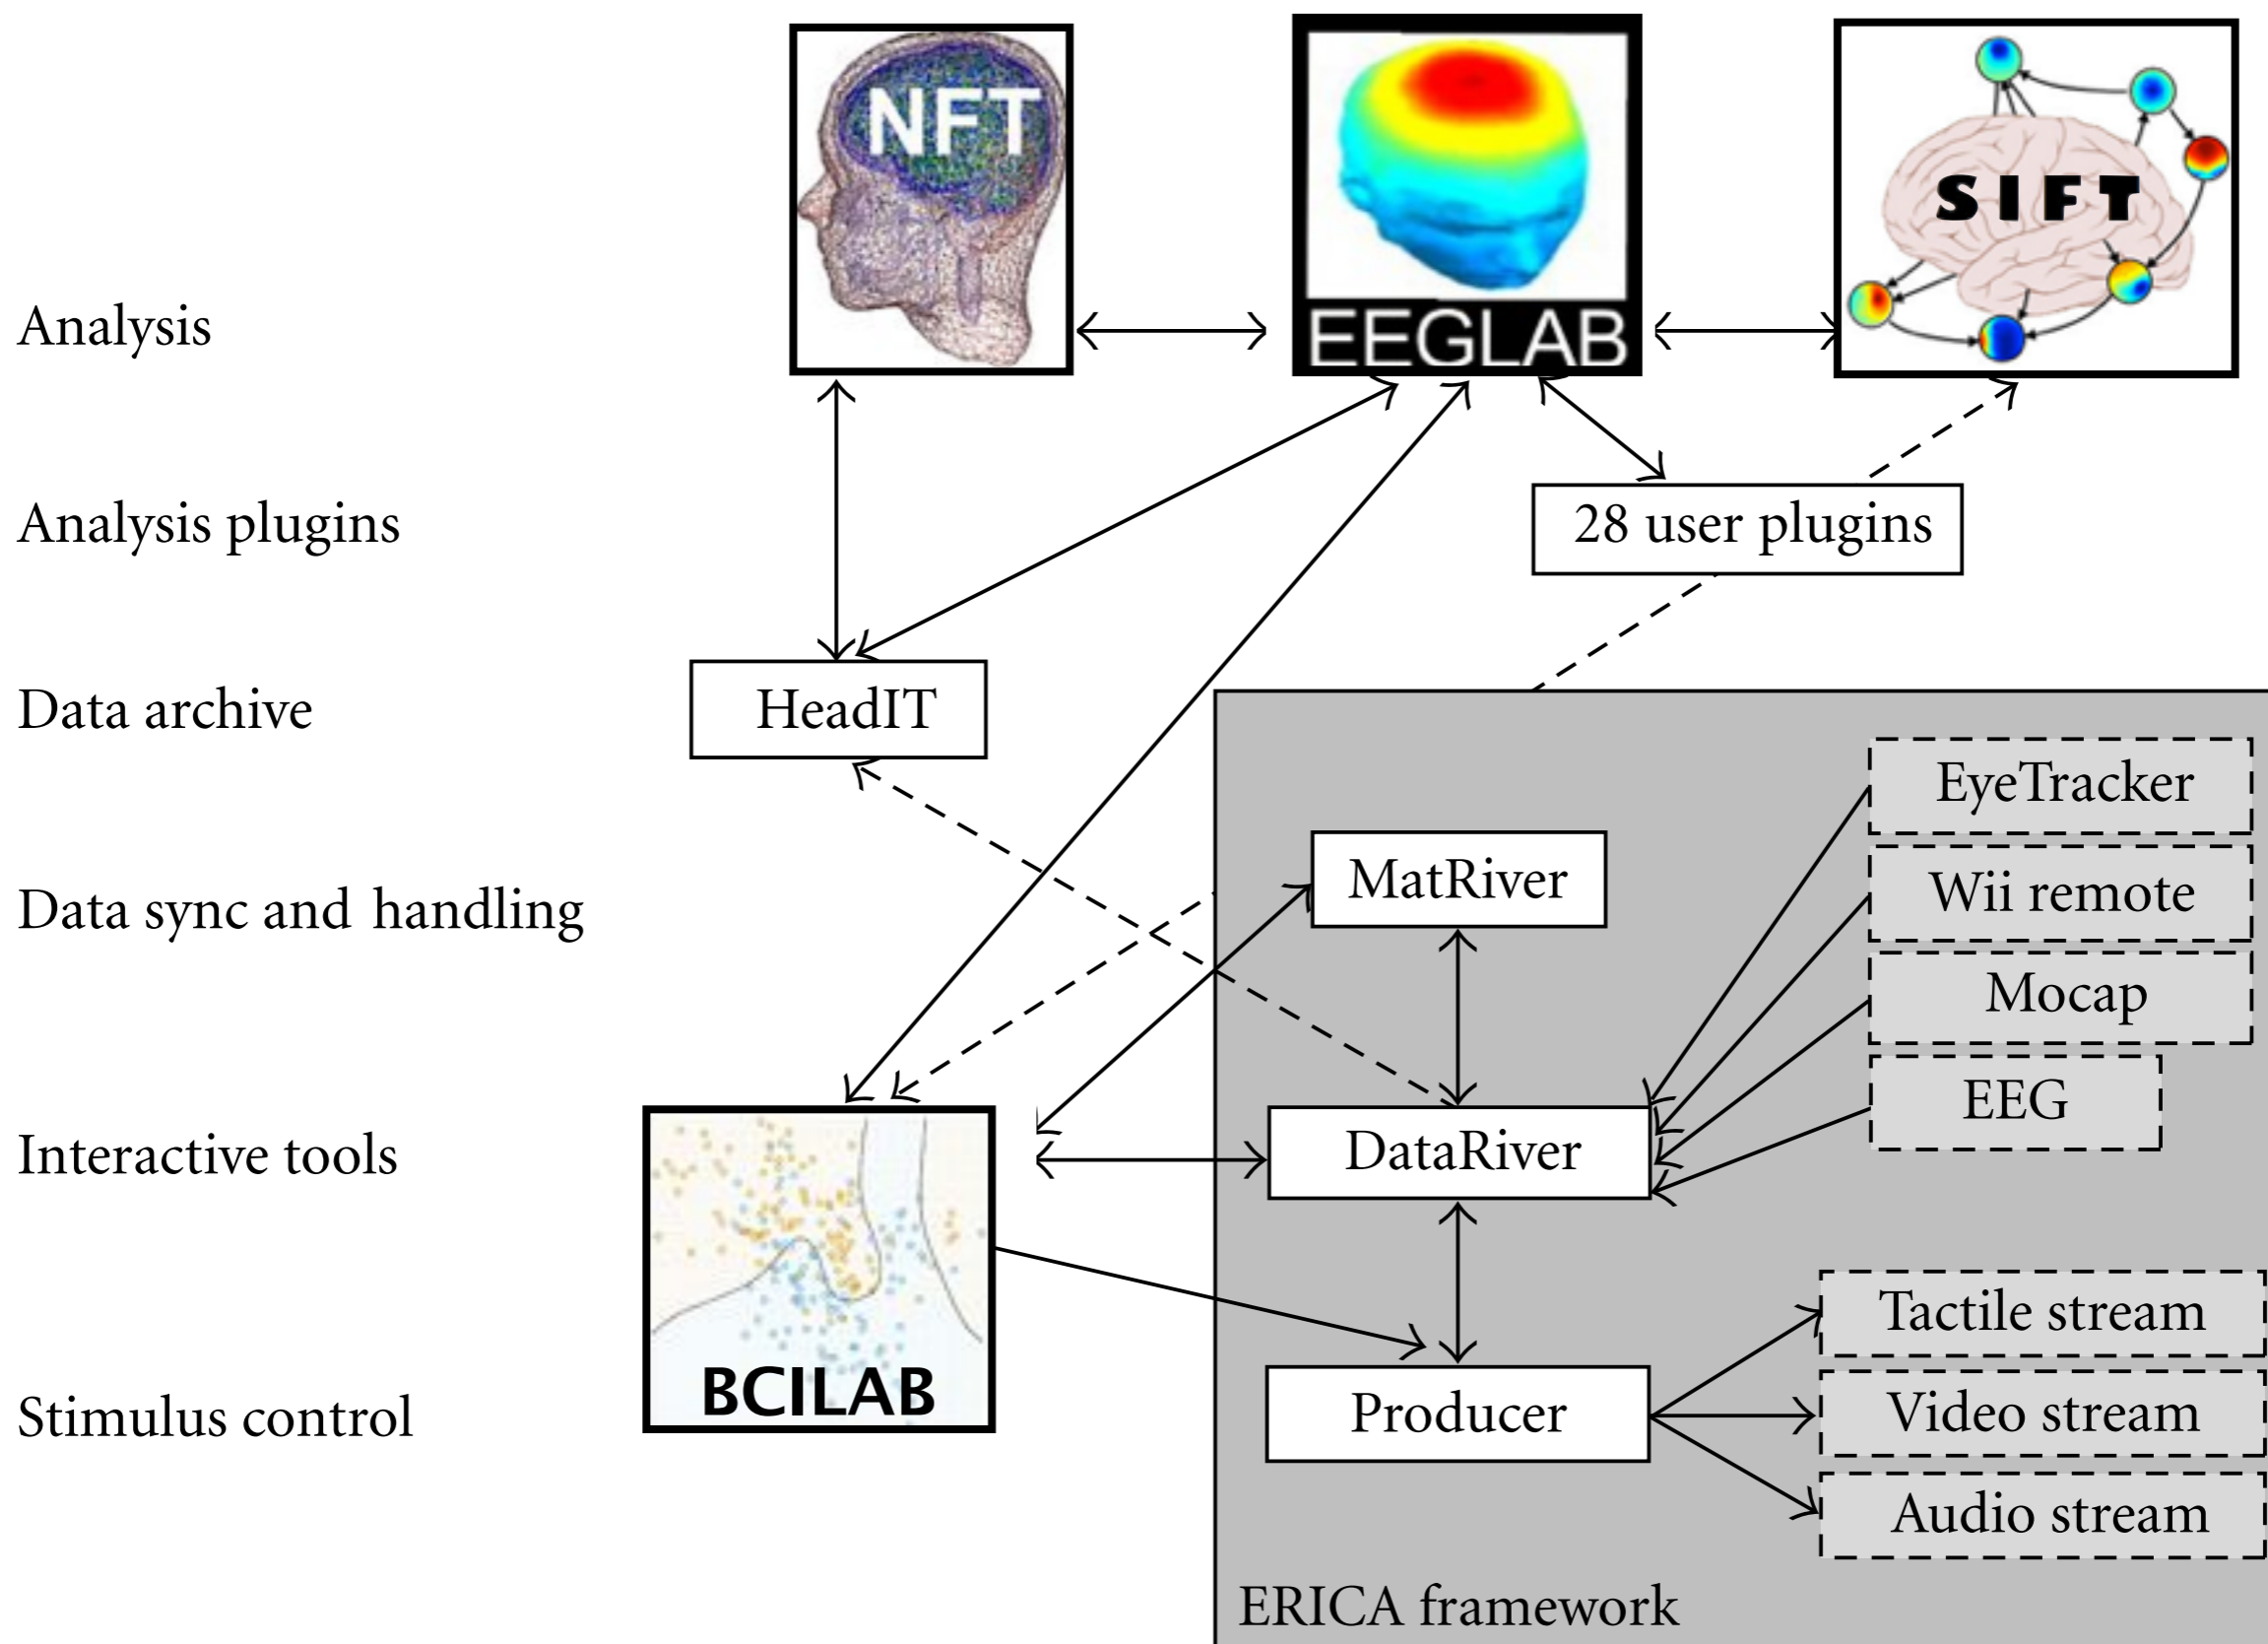 NFT
EEGLAB
SIFT
Analysis
Analysis plugins
28 user plugins
Data archive
HeadIT
EyeTracker
MatRiver
Wii remote
Data sync and handling
Mocap
EEG
Interactive tools
DataRiver
Tactile stream
BCILAB
Stimulus control
Producer
Video stream
Audio stream
ERICA framework